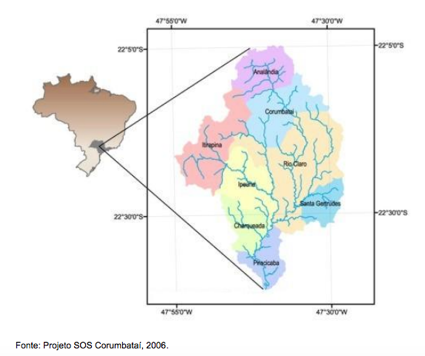 47°55'0"W 47°30'0"W
22°5'0"S 22°5'0"S
Analândia
Corumbataí
Itirapina
Rio Claro
Ipeúna
Santa Gertrudes
22°30'0"S 22°30'0"S
Charqueada
Piracicaba
47°55'0"W 47°30'0"W
Fonte: Projeto SOS Corumbataí, 2006.